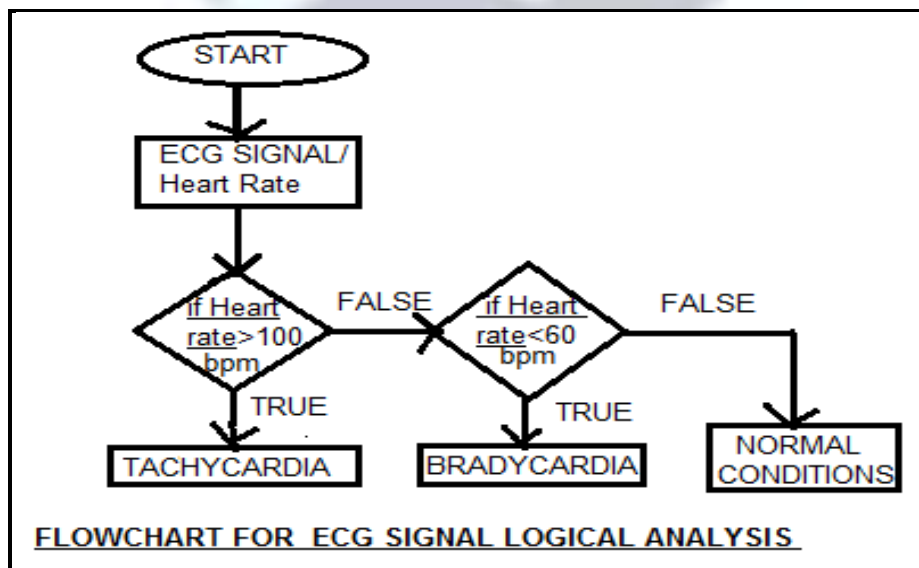 START
ECG SIGNAL/
Heart Rate
if Heart
rate>100
bpm
FALSE
if Heart
rate<60
bpm
FALSE
TRUE
TRUE
TACHYCARDIA
BRADYCARDIA
NORMAL
CONDITIONS
FLOWCHART FOR ECG SIGNAL LOGICAL ANALYSIS